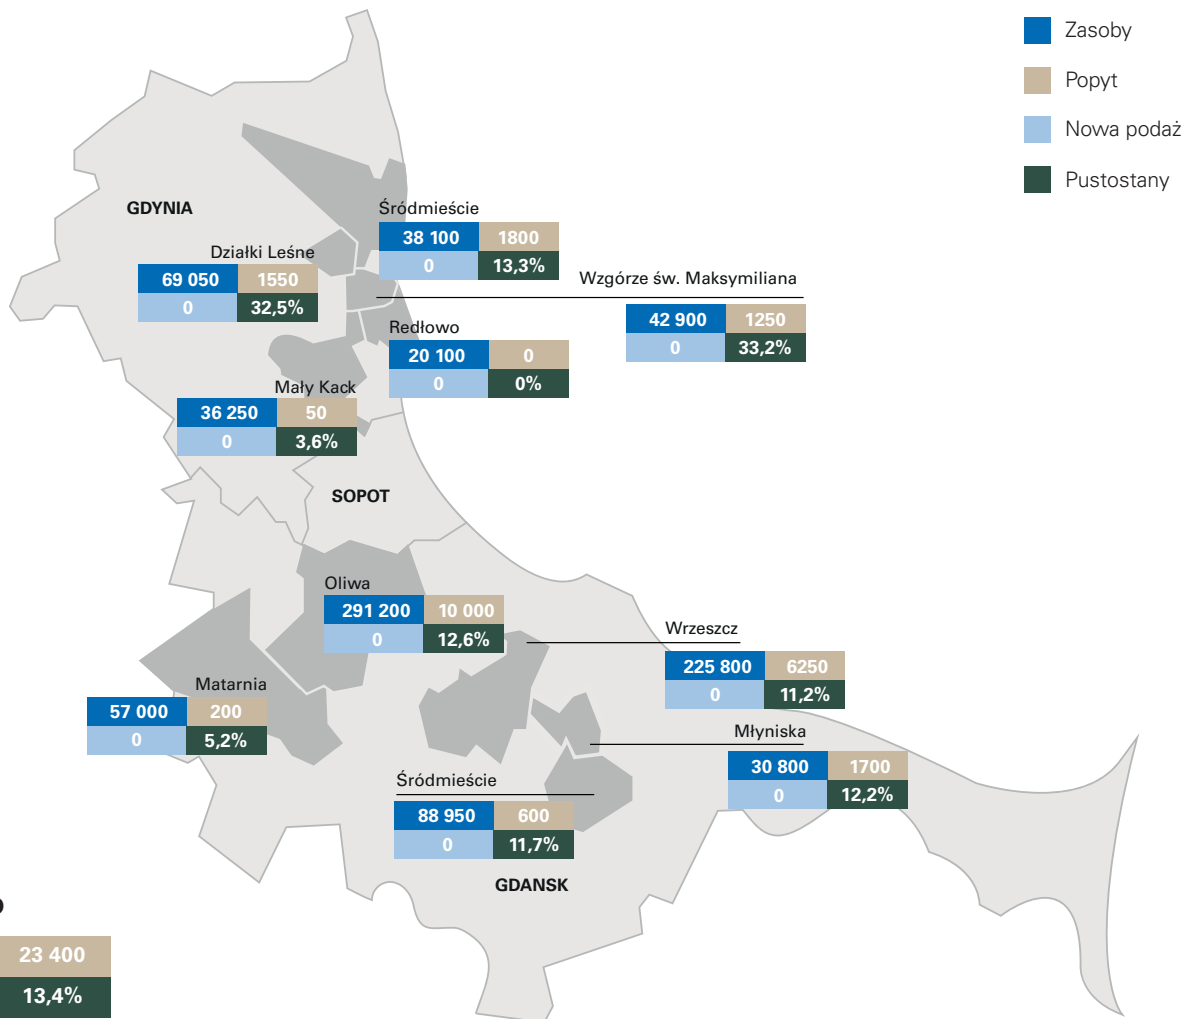 Zasoby
Popyt
Nowa podaż
Pustostany
GDYNIA
Śródmieście
38 100 1800
0 13,3%
Działki Leśne
69 050 1550
0 32,5%
Wzgórze św. Maksymiliana
42 900 1250
0 33,2%
Redłowo
20 100 0
0 0%
Mały Kack
36 250 50
0 3,6%
SOPOT
Oliwa
291 200 10 000
0 12,6%
Wrzeszcz
225 800 6250
0 11,2%
Matarnia
57 000 200
0 5,2%
Młyniska
30 800 1700
0 12,2%
Śródmieście
88 950 600
0 11,7%
GDANSK
23 400
13,4%